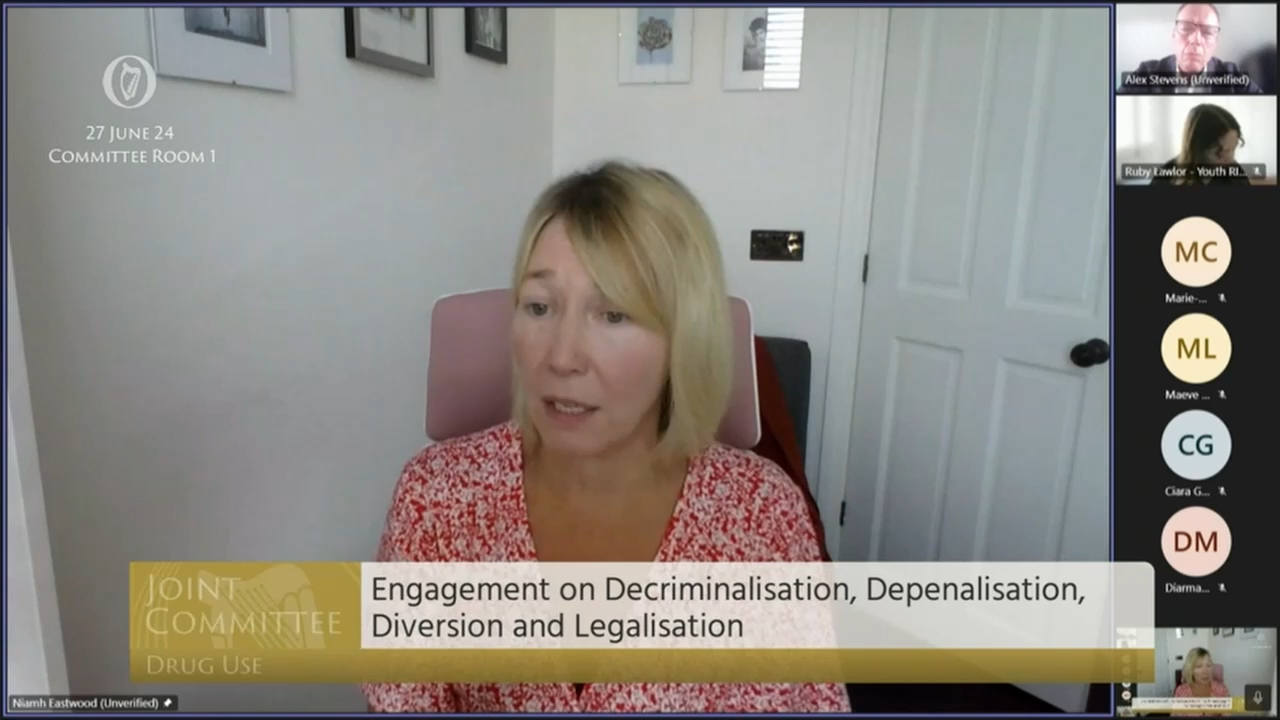 27 June 24
Committee Room 1
Joint
Committee
Drug Use
Engagement on Decriminalisation, Depenalisation,
Diversion and Legalisation
Niamh Eastwood (Unverified)
Alex Stevens (Unverified)
Ruby Lawlor - Youth RI...
MC
Marie-...
ML
Maeve ...
CG
Ciara G...
DM
Diarma...